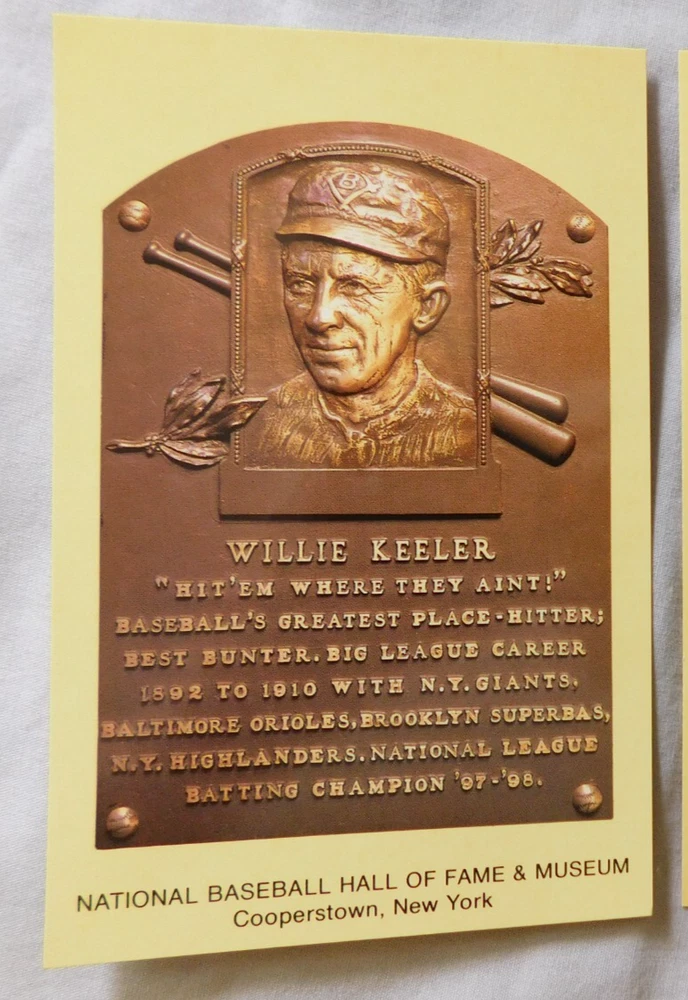 B
WILLIE KEELER
"HIT'EM WHERE THEY AINT!"
BASEBALL'S GREATEST PLACE-HITTER;
BEST BUNTER. BIG LEAGUE CAREER
1892 TO 1910 WITH N.Y. GIANTS,
BALTIMORE ORIOLES, BROOKLYN SUPERBAS,
N.Y. HIGHLANDERS. NATIONAL LEAGUE
BATTING CHAMPION '97-'98.
NATIONAL BASEBALL HALL OF FAME & MUSEUM
Cooperstown, New York